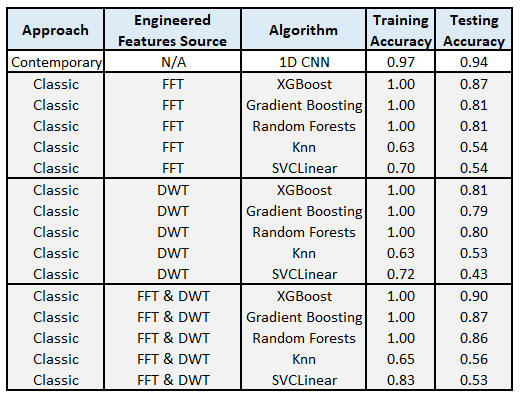 Approach Engineered Features Source Algorithm Training Accuracy Testing Accuracy
Contemporary N/A 1D CNN 0.97 0.94
Classic FFT XGBoost 1.00 0.87
Classic FFT Gradient Boosting 1.00 0.81
Classic FFT Random Forests 1.00 0.81
Classic FFT Knn 0.63 0.54
Classic FFT SVCLinear 0.70 0.54
Classic DWT XGBoost 1.00 0.81
Classic DWT Gradient Boosting 1.00 0.79
Classic DWT Random Forests 1.00 0.80
Classic DWT Knn 0.63 0.53
Classic DWT SVCLinear 0.72 0.43
Classic FFT & DWT XGBoost 1.00 0.90
Classic FFT & DWT Gradient Boosting 1.00 0.87
Classic FFT & DWT Random Forests 1.00 0.86
Classic FFT & DWT Knn 0.65 0.56
Classic FFT & DWT SVCLinear 0.83 0.53